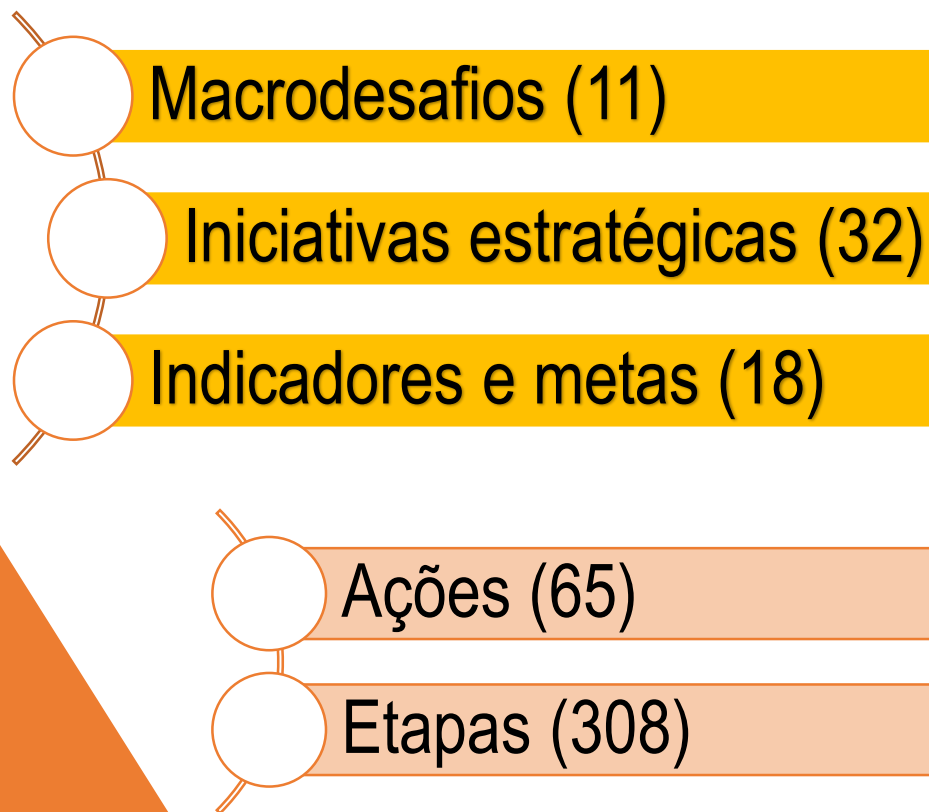 Macrodesafios (11)
Iniciativas estratégicas (32)
Indicadores e metas (18)
Ações (65)
Etapas (308)